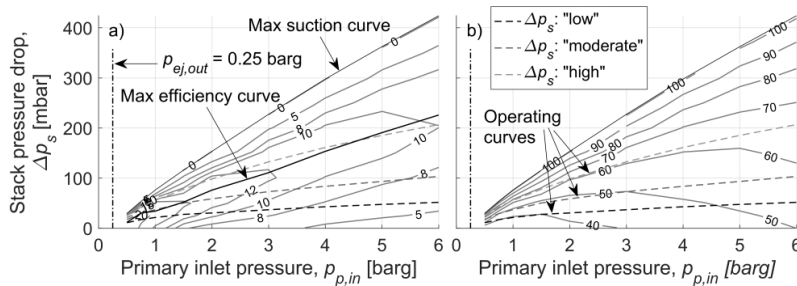 a)
Max suction curve
p_ej,out = 0.25 barg
Max efficiency curve
0
0
0
5
8
10
12
10
8
10
8
5
400
300
200
100
0
Stack pressure drop,
Δp_s [mbar]
0 1 2 3 4 5 6
Primary inlet pressure, p_p,in [barg]
b)
Δp_s: "low"
Δp_s: "moderate"
Δp_s: "high"
Operating
curves
100
100
100
90
80
70
90
80
70
60
60
50
50
40
0 1 2 3 4 5 6
Primary inlet pressure, p_p,in [barg]